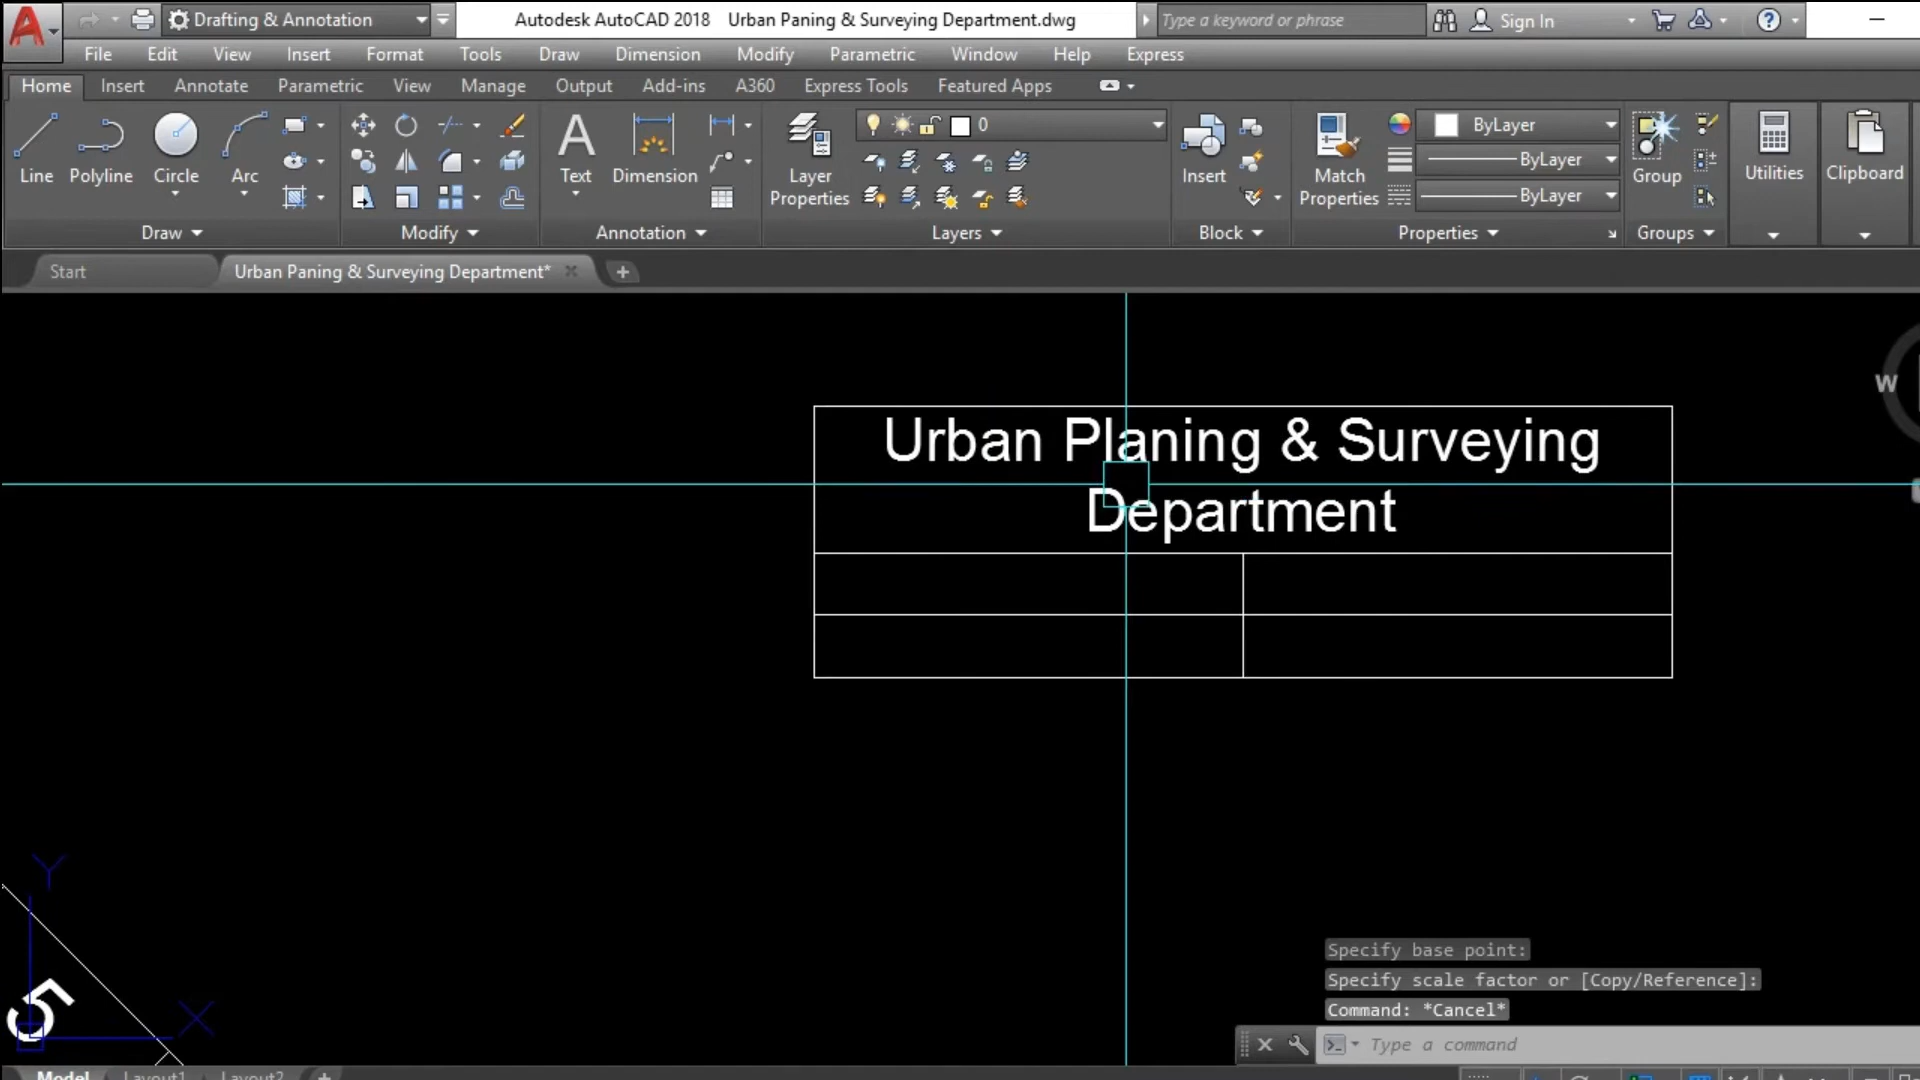 Drafting & Annotation
Autodesk AutoCAD 2018 Urban Paning & Surveying Department.dwg
Type a keyword or phrase
Sign In
File Edit View Insert Format Tools Draw Dimension Modify Parametric Window Help Express
Home Insert Annotate Parametric View Manage Output Add-ins A360 Express Tools Featured Apps
0
ByLayer
ByLayer
ByLayer
Line Polyline Circle Arc
Text Dimension
Layer Properties
Insert
Match Properties
Group
Utilities
Clipboard
Draw Modify Annotation Layers Block Properties Groups
Start
Urban Paning & Surveying Department*
W
Urban Planing & Surveying
Department
Y
X
5
Specify base point:
Specify scale factor or [Copy/Reference]:
Command: *Cancel*
Type a command
Model Layout1 Layout2